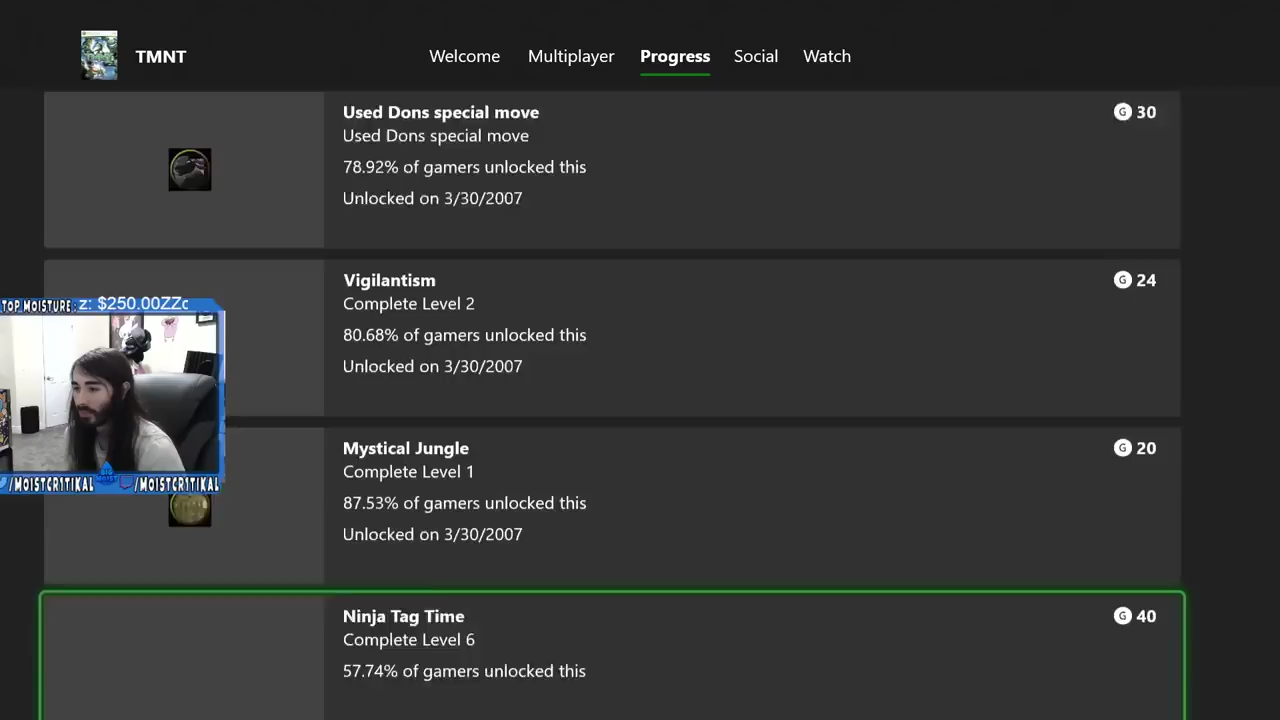 TMNT
Welcome
Multiplayer
Progress
Social
Watch
Used Dons special move
G 30
Used Dons special move
78.92% of gamers unlocked this
Unlocked on 3/30/2007
Vigilantism
G 24
Complete Level 2
80.68% of gamers unlocked this
Unlocked on 3/30/2007
TOP MOISTURE: z: $250.00ZZc
Mystical Jungle
G 20
Complete Level 1
87.53% of gamers unlocked this
/MOISTCR1TIKAL /MOISTCR1TIKAL
Unlocked on 3/30/2007
Ninja Tag Time
G 40
Complete Level 6
57.74% of gamers unlocked this